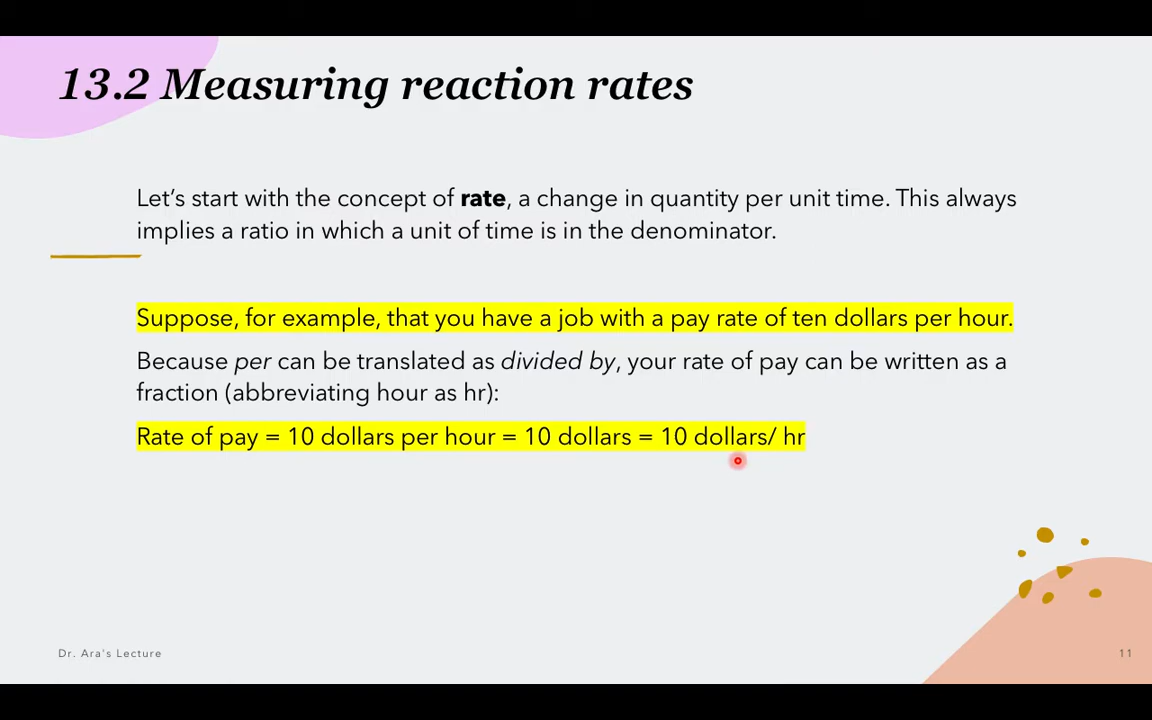 13.2 Measuring reaction rates
Let’s start with the concept of rate, a change in quantity per unit time. This always
implies a ratio in which a unit of time is in the denominator.
Suppose, for example, that you have a job with a pay rate of ten dollars per hour.
Because per can be translated as divided by, your rate of pay can be written as a
fraction (abbreviating hour as hr):
Rate of pay = 10 dollars per hour = 10 dollars = 10 dollars/ hr
Dr. Ara's Lecture
11